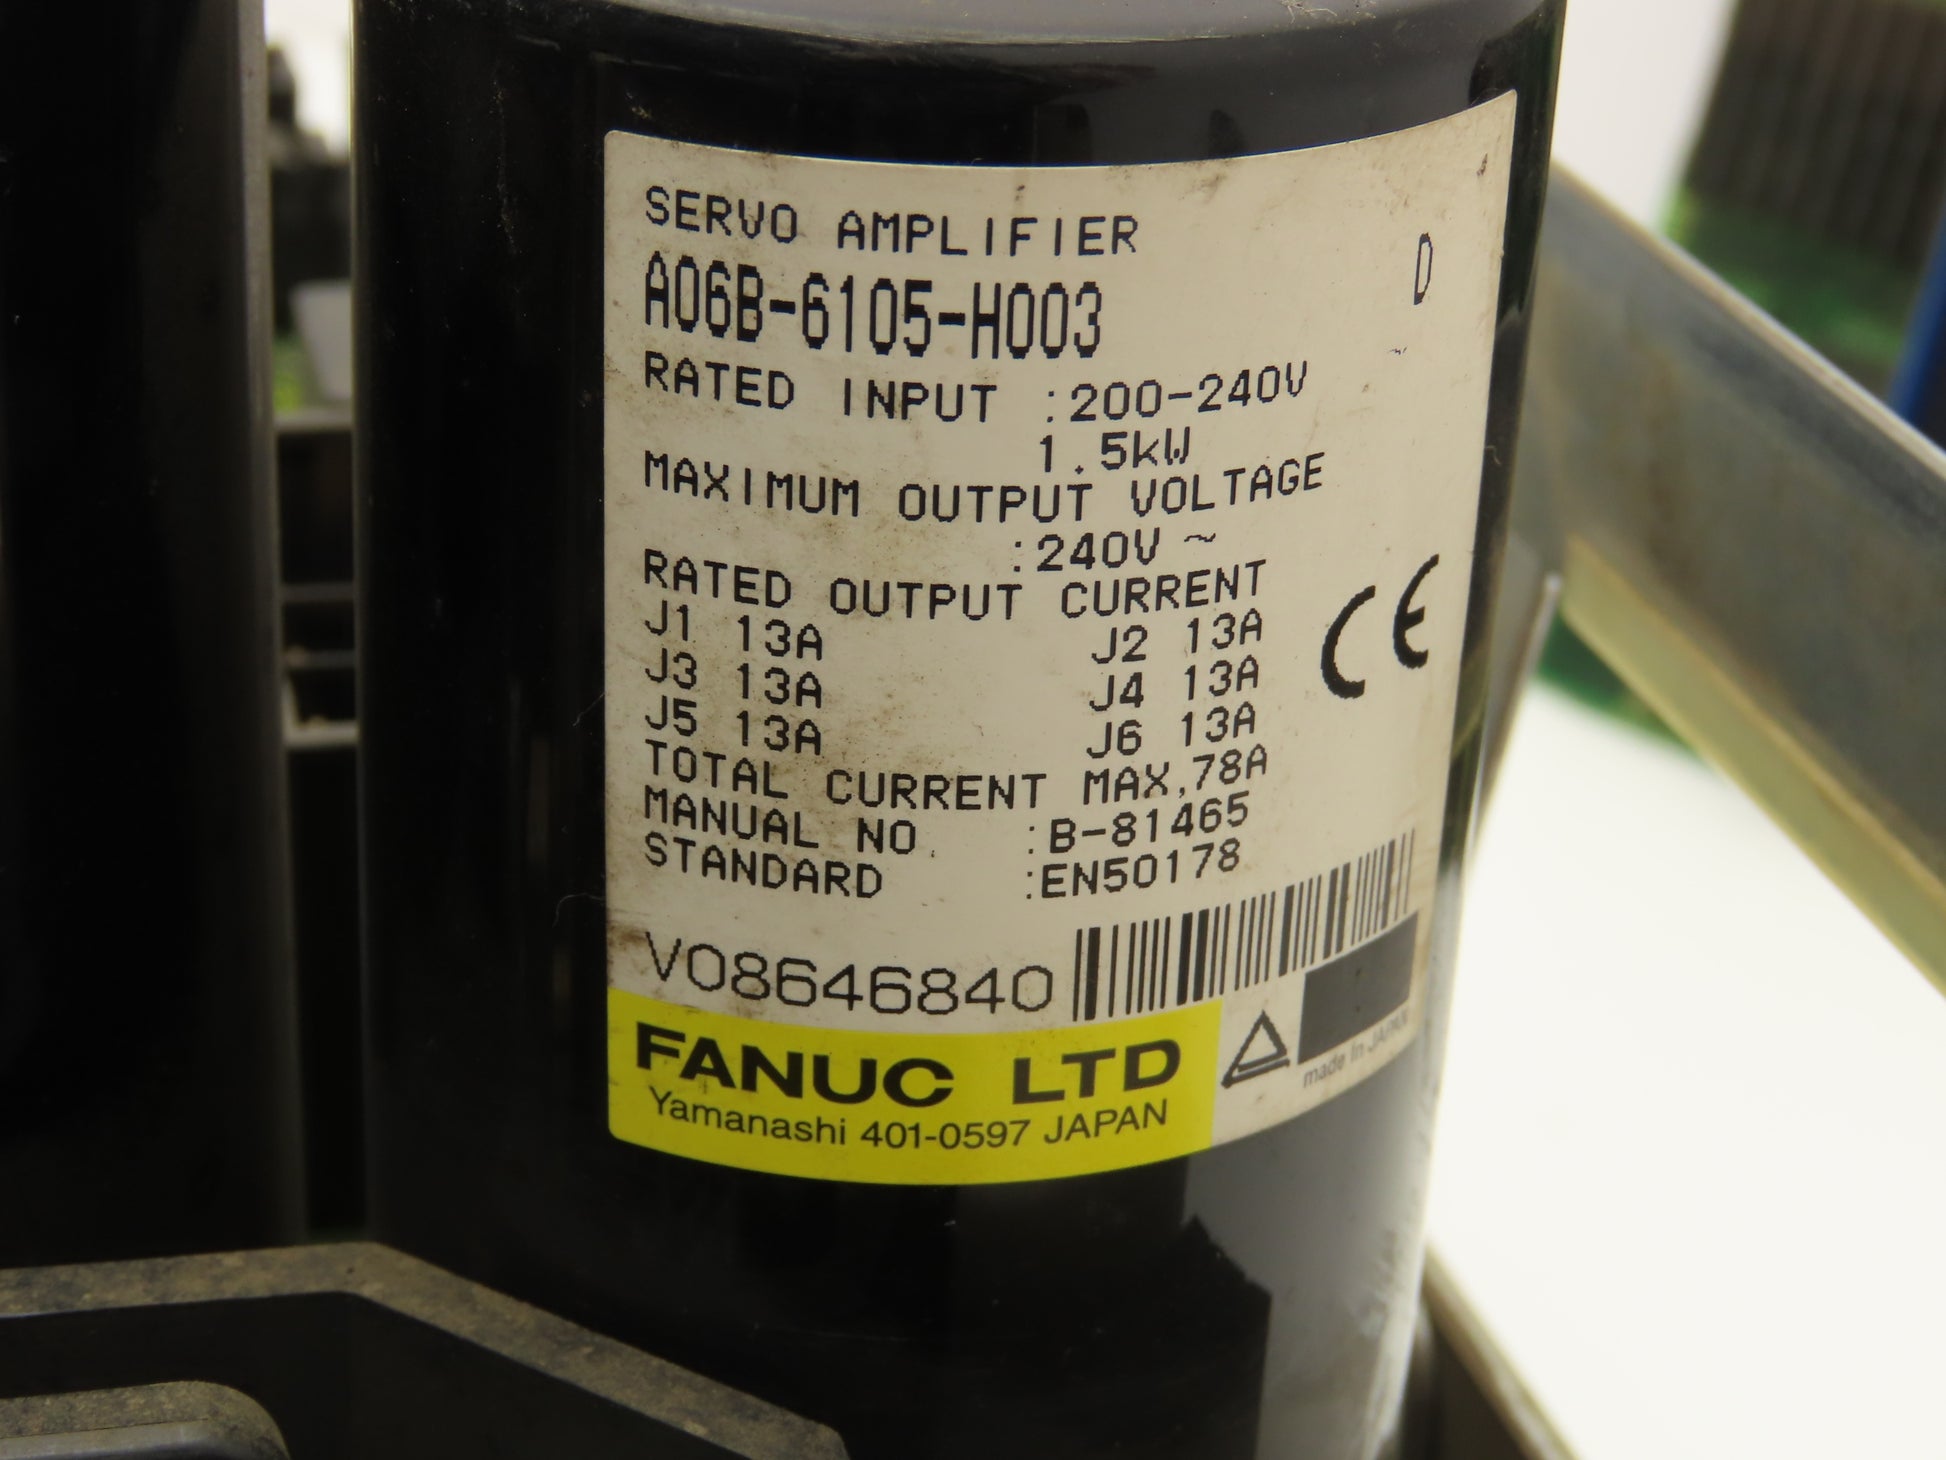 SERVO AMPLIFIER
A06B-6105-H003 D
RATED INPUT :200-240V
1.5kW
MAXIMUM OUTPUT VOLTAGE
:240V ~
RATED OUTPUT CURRENT
J1 13A J2 13A
J3 13A J4 13A
J5 13A J6 13A
TOTAL CURRENT MAX.78A
MANUAL NO. :B-81465
STANDARD :EN50178
CE
V08646840
FANUC LTD
Yamanashi 401-0597 JAPAN
made in JAPAN